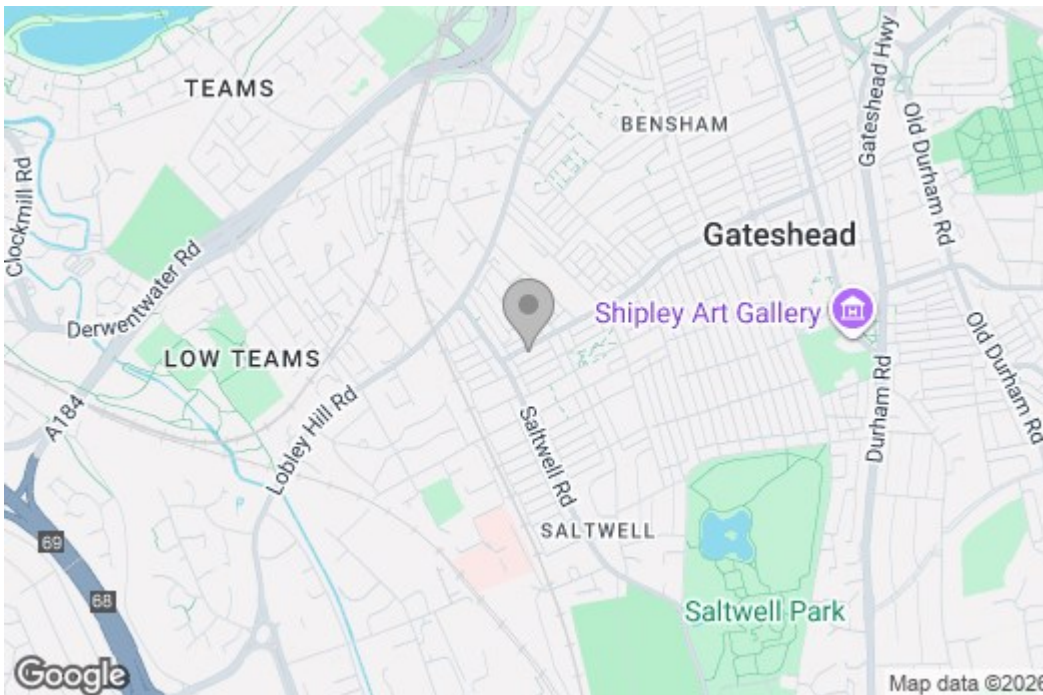 TEAMS
BENSHAM
Gateshead Hwy
Old Durham Rd
Clockmill Rd
Gateshead
Derwentwater Rd
Shipley Art Gallery
LOW TEAMS
Old Durham Rd
A184
Lobley Hill Rd
Saltwell Rd
Durham Rd
69
SALTWELL
68
Saltwell Park
Google
Map data ©2026